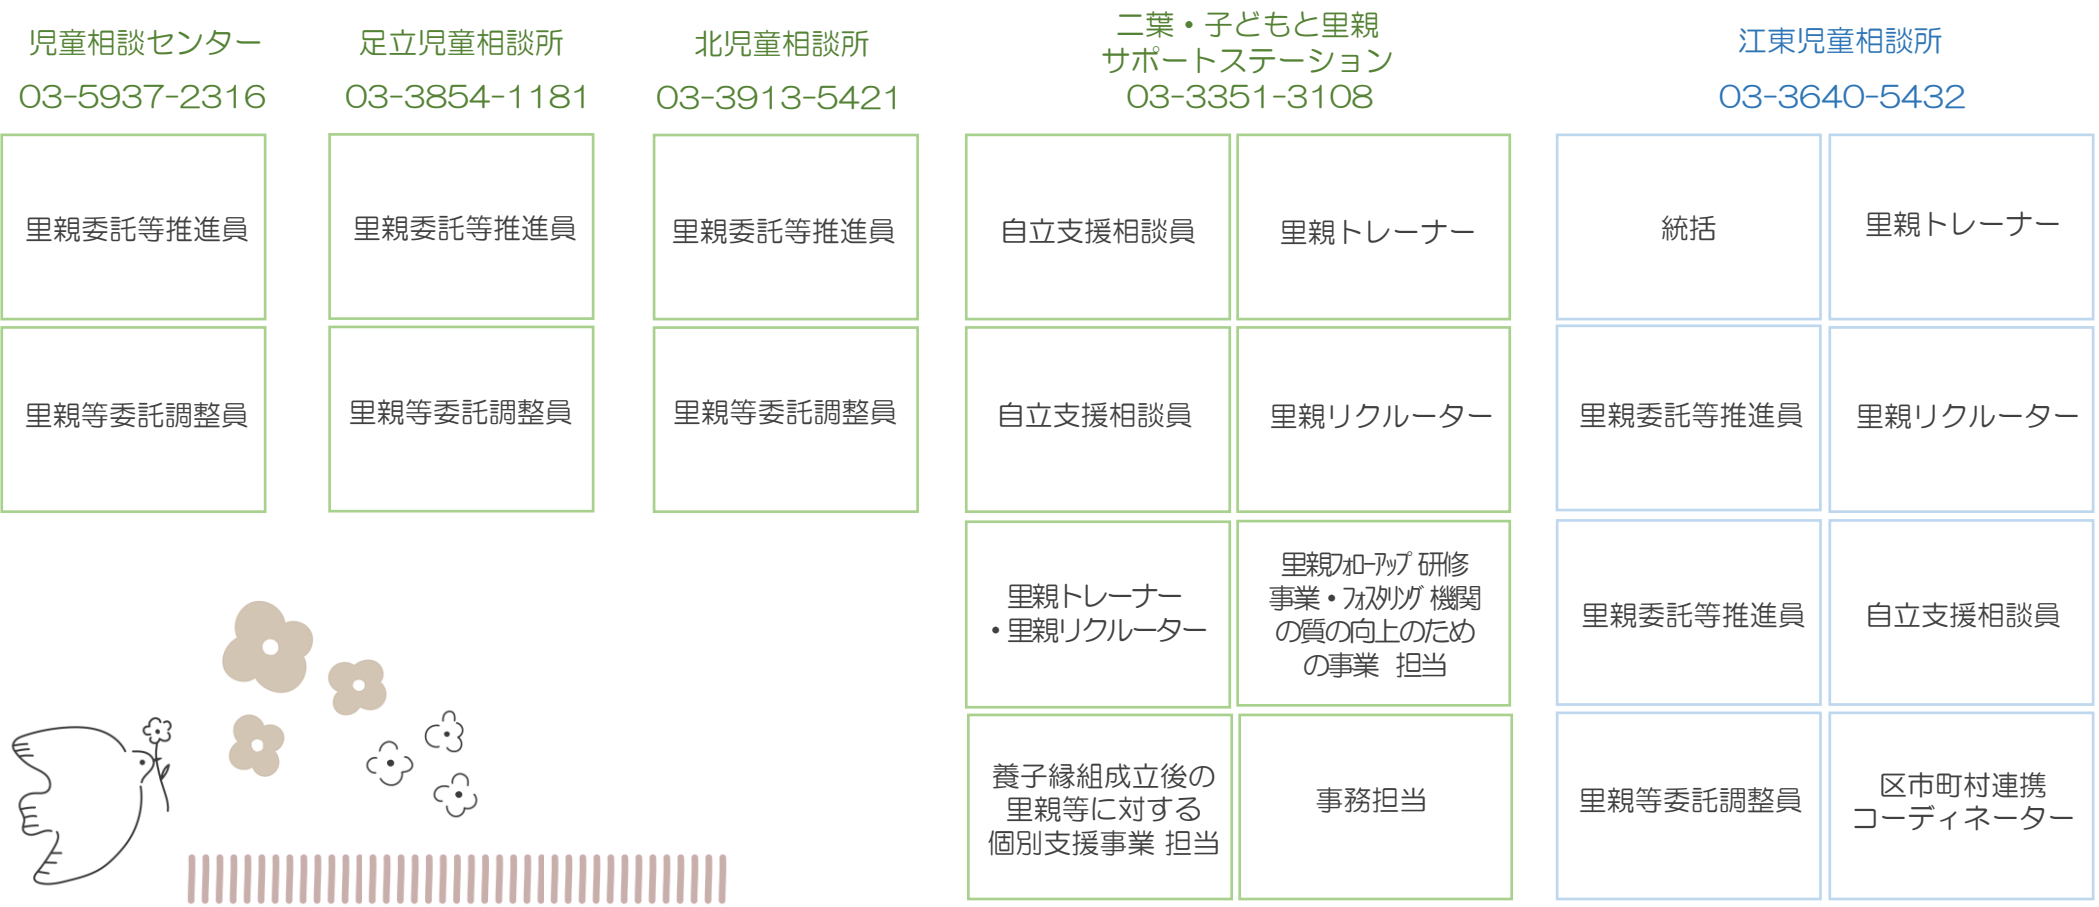 児童相談センター
03-5937-2316
里親委託等推進員
里親等委託調整員
足立児童相談所
03-3854-1181
里親委託等推進員
里親等委託調整員
北児童相談所
03-3913-5421
里親委託等推進員
里親等委託調整員
二葉・子どもと里親
サポートステーション
03-3351-3108
自立支援相談員
里親トレーナー
自立支援相談員
里親リクルーター
里親トレーナー
・里親リクルーター
里親ﾌｫﾛｰｱｯﾌﾟ研修
事業・ﾌｫｽﾀﾘﾝｸﾞ機関
の質の向上のため
の事業 担当
養子縁組成立後の
里親等に対する
個別支援事業 担当
事務担当
江東児童相談所
03-3640-5432
統括
里親トレーナー
里親委託等推進員
里親リクルーター
里親委託等推進員
自立支援相談員
里親等委託調整員
区市町村連携
コーディネーター